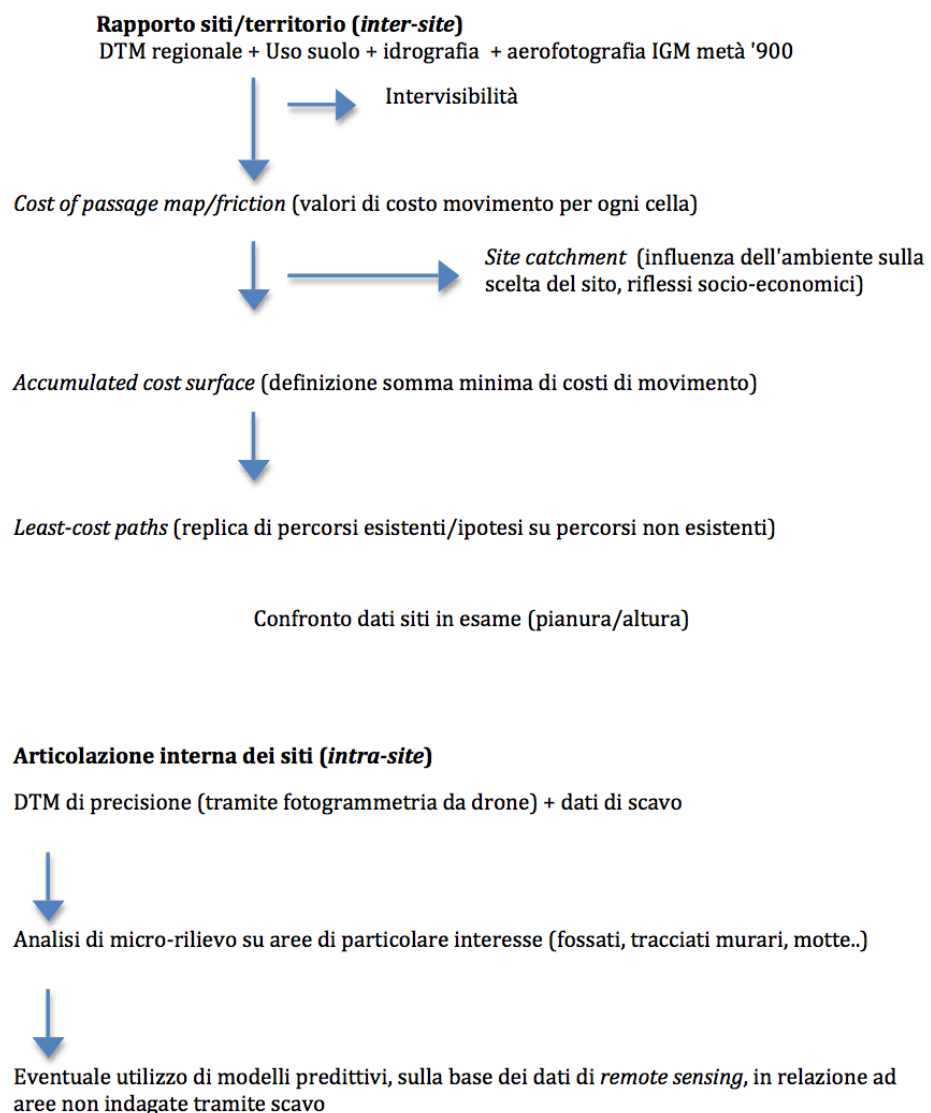 Rapporto siti/territorio (inter-site)
DTM regionale + Uso suolo + idrografia + aerofotografia IGM metà '900
Intervisibilità
Cost of passage map/friction (valori di costo movimento per ogni cella)
Site catchment (influenza dell'ambiente sulla
scelta del sito, riflessi socio-economici)
Accumulated cost surface (definizione somma minima di costi di movimento)
Least-cost paths (replica di percorsi esistenti/ipotesi su percorsi non esistenti)
Confronto dati siti in esame (pianura/altura)
Articolazione interna dei siti (intra-site)
DTM di precisione (tramite fotogrammetria da drone) + dati di scavo
Analisi di micro-rilievo su aree di particolare interesse (fossati, tracciati murari, motte..)
Eventuale utilizzo di modelli predittivi, sulla base dei dati di remote sensing, in relazione ad
aree non indagate tramite scavo